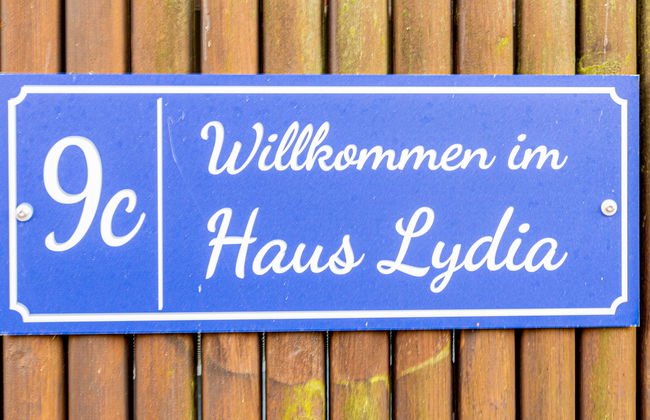 9c
Willkommen im
Haus Lydia